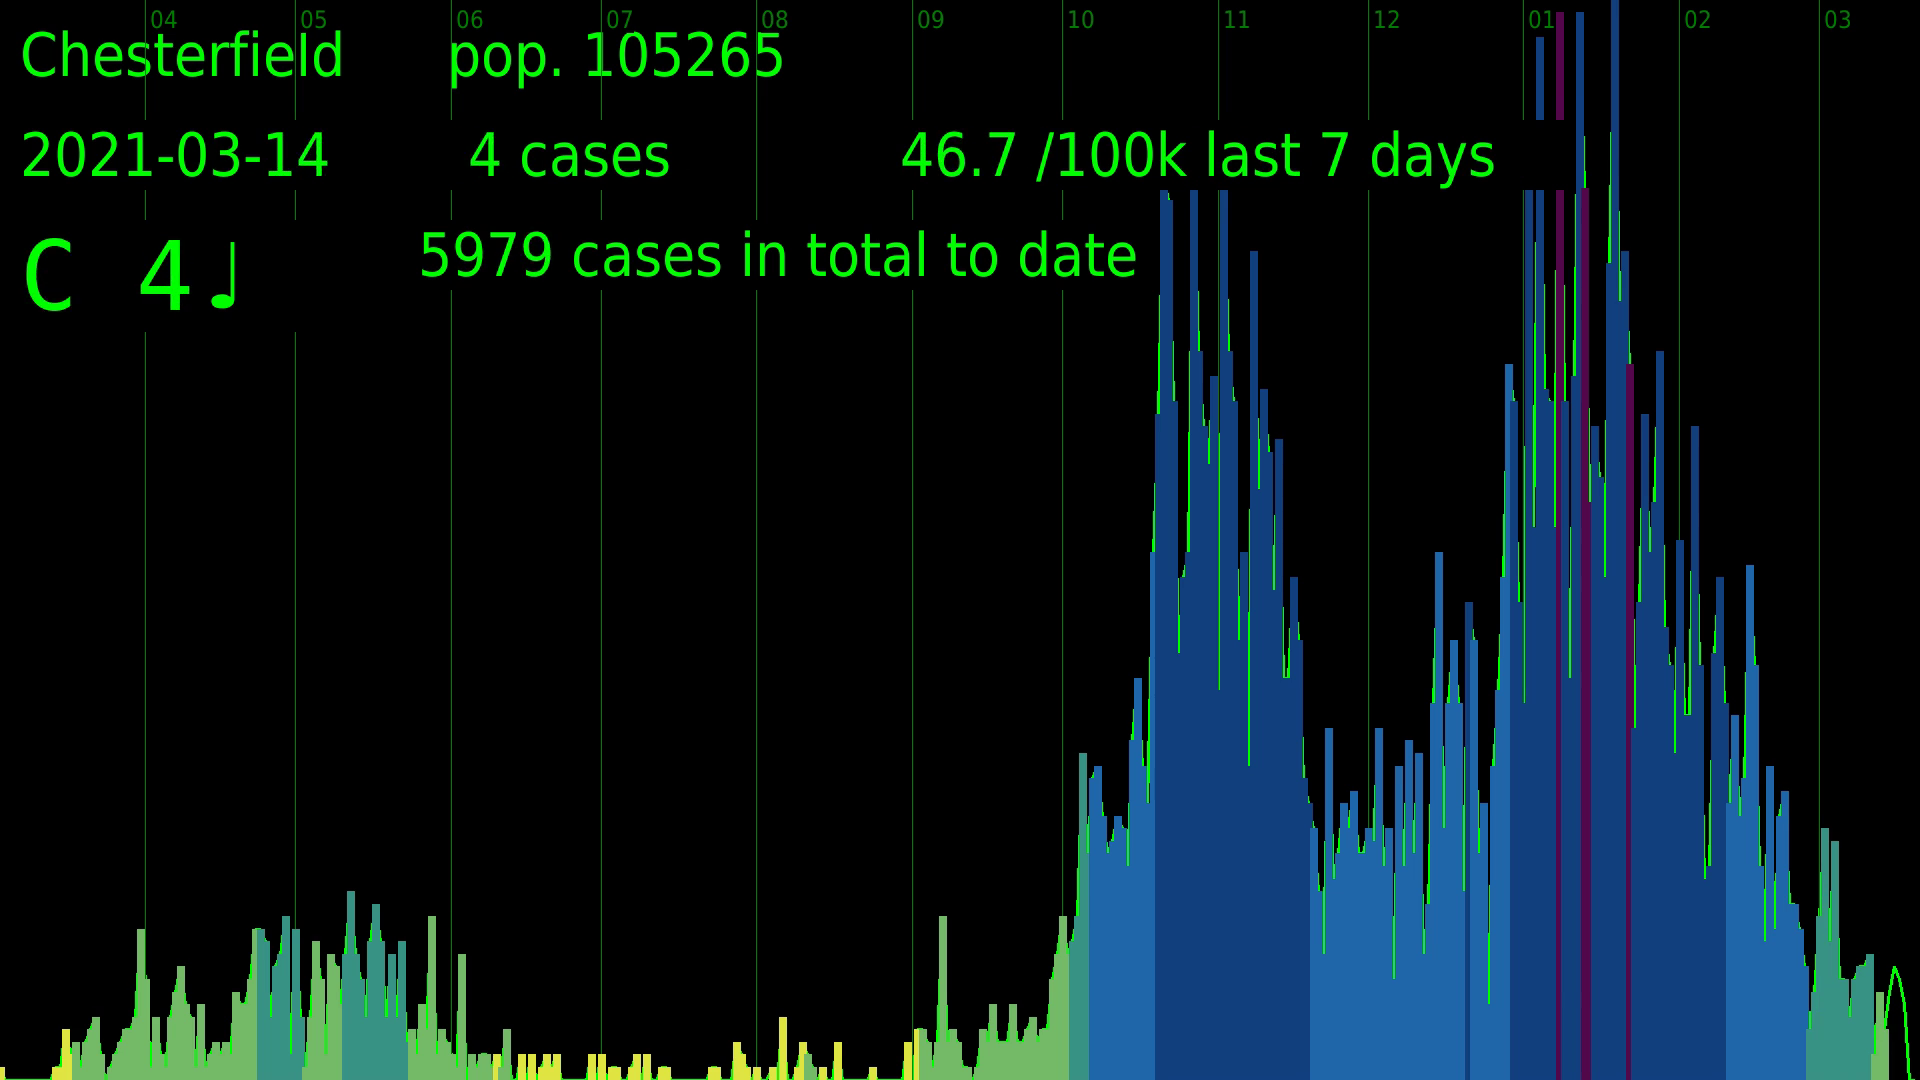 04 05 06 07 08 09 10 11 12 01 02 03
Chesterfield pop. 105265
2021-03-14 4 cases 46.7 /100k last 7 days
C 4♩ 5979 cases in total to date